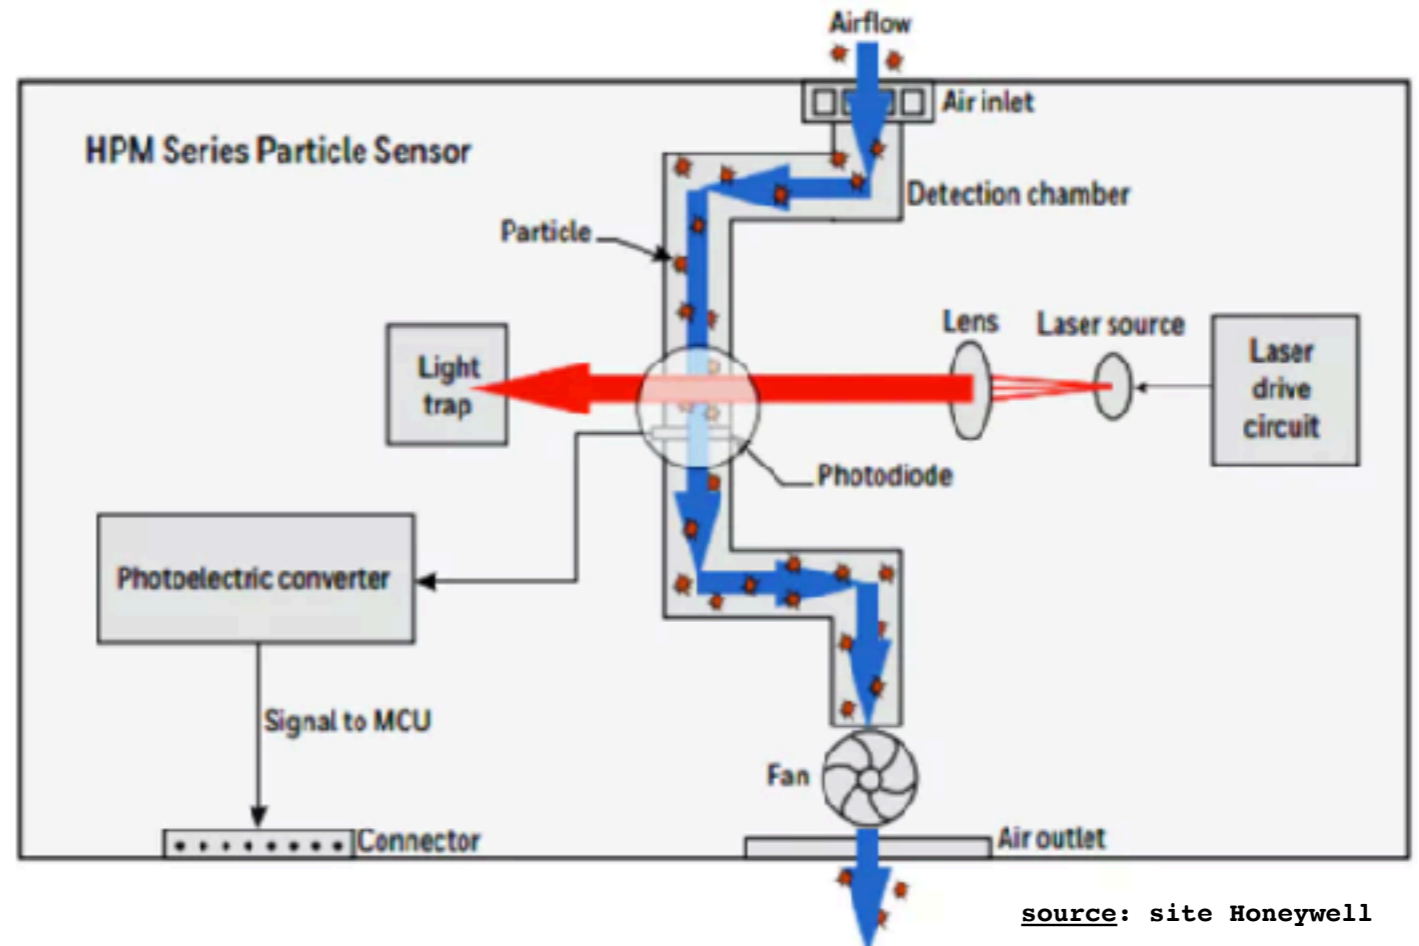 Airflow
Air inlet
HPM Series Particle Sensor
Detection chamber
Particle
Lens
Laser source
Light
trap
Laser
drive
circuit
Photodiode
Photoelectric converter
Signal to MCU
Fan
Connector
Air outlet
source: site Honeywell